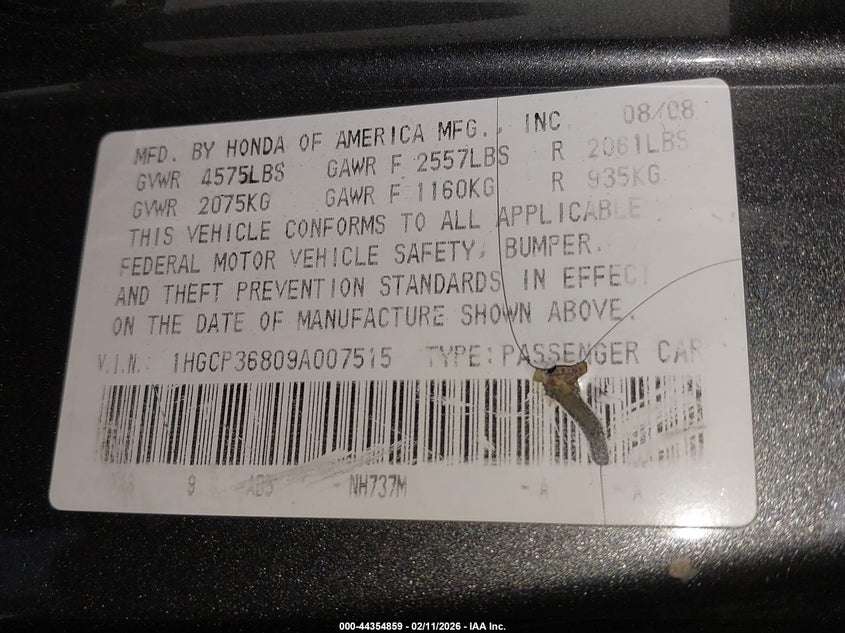 MFD. BY HONDA OF AMERICA MFG., INC. 08/08
GVWR 4575LBS GAWR F 2557LBS R 2061LBS
GVWR 2075KG GAWR F 1160KG R 935KG
THIS VEHICLE CONFORMS TO ALL APPLICABLE
FEDERAL MOTOR VEHICLE SAFETY, BUMPER,
AND THEFT PREVENTION STANDARDS IN EFFECT
ON THE DATE OF MANUFACTURE SHOWN ABOVE.
V.I.N.: 1HGCP36809A007515 TYPE: PASSENGER CAR
9 NH737M - A - A
000-44354859 - 02/11/2026 - IAA Inc.